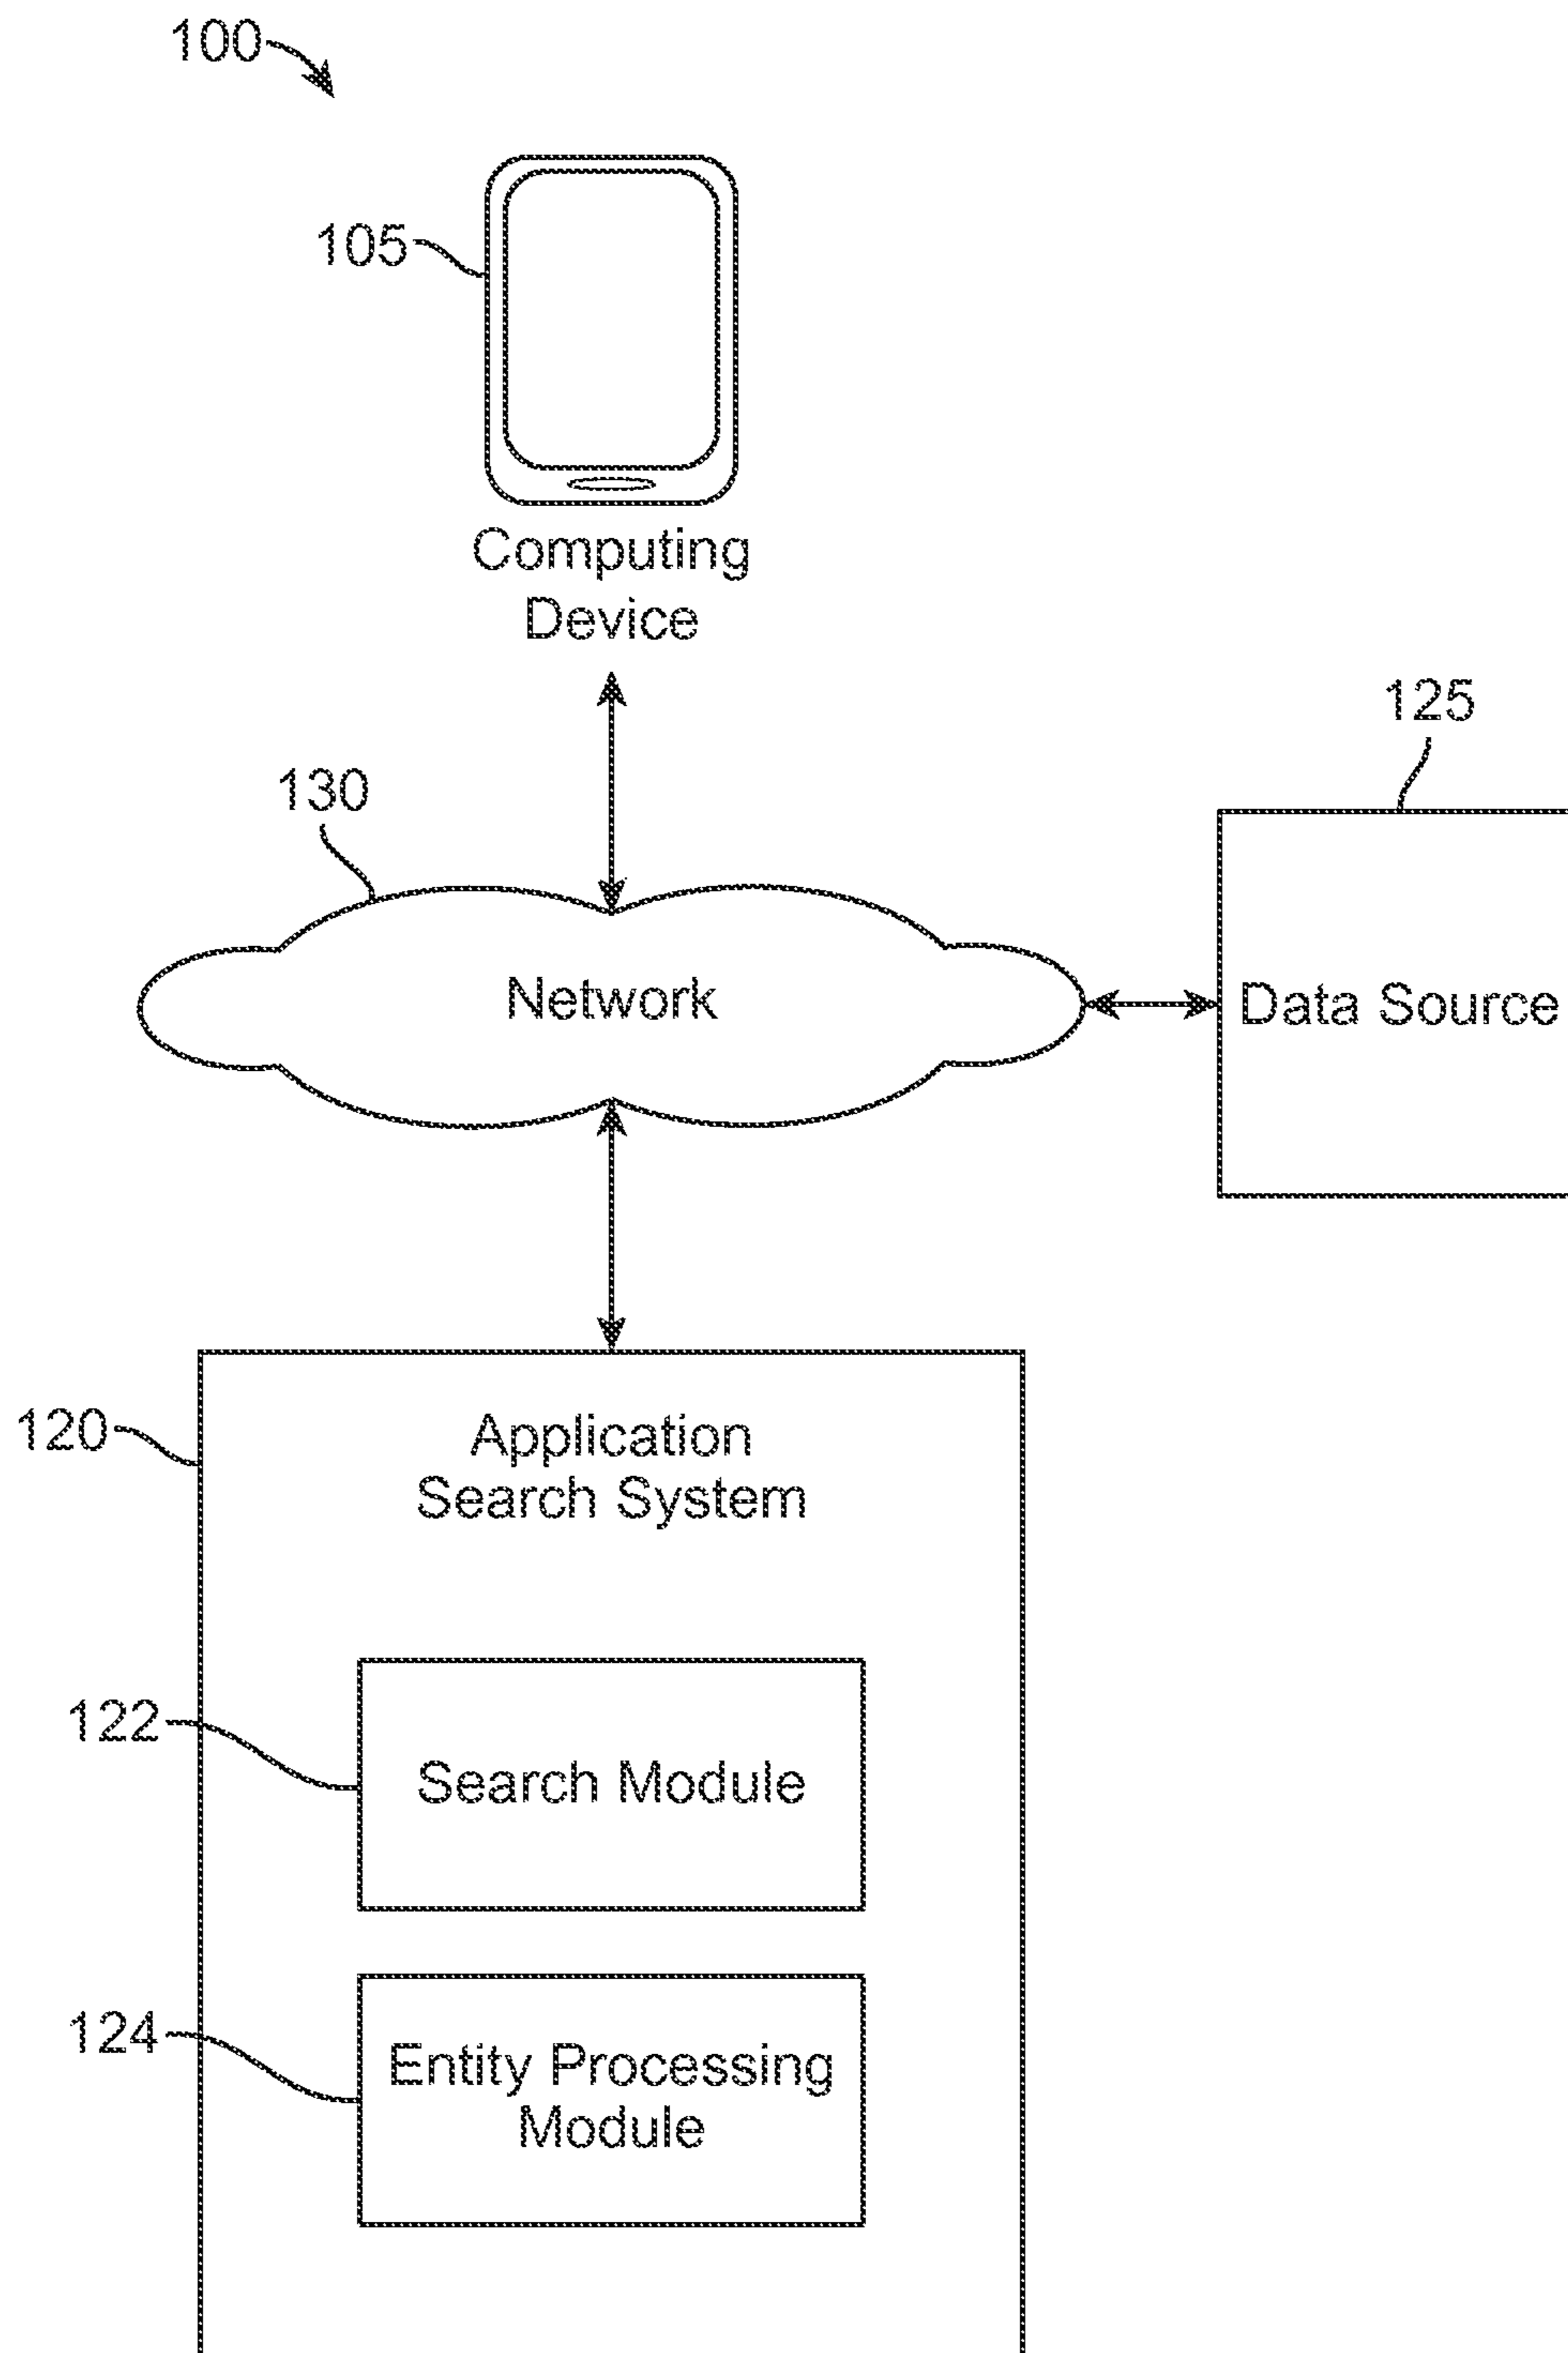 100
105
Computing
Device
125
130
Network
Data Source
120
Application
Search System
122
Search Module
124
Entity Processing
Module